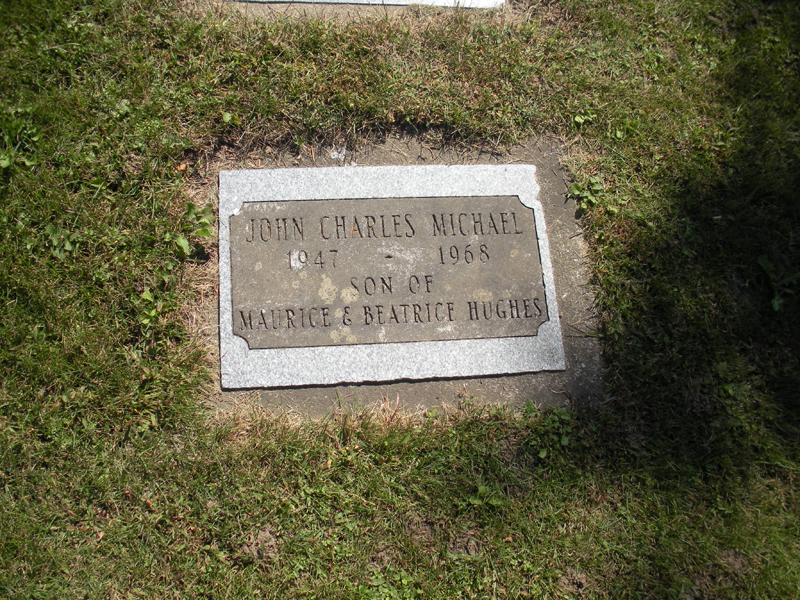 JOHN CHARLES MICHAEL
1947 - 1968
SON OF
MAURICE & BEATRICE HUGHES